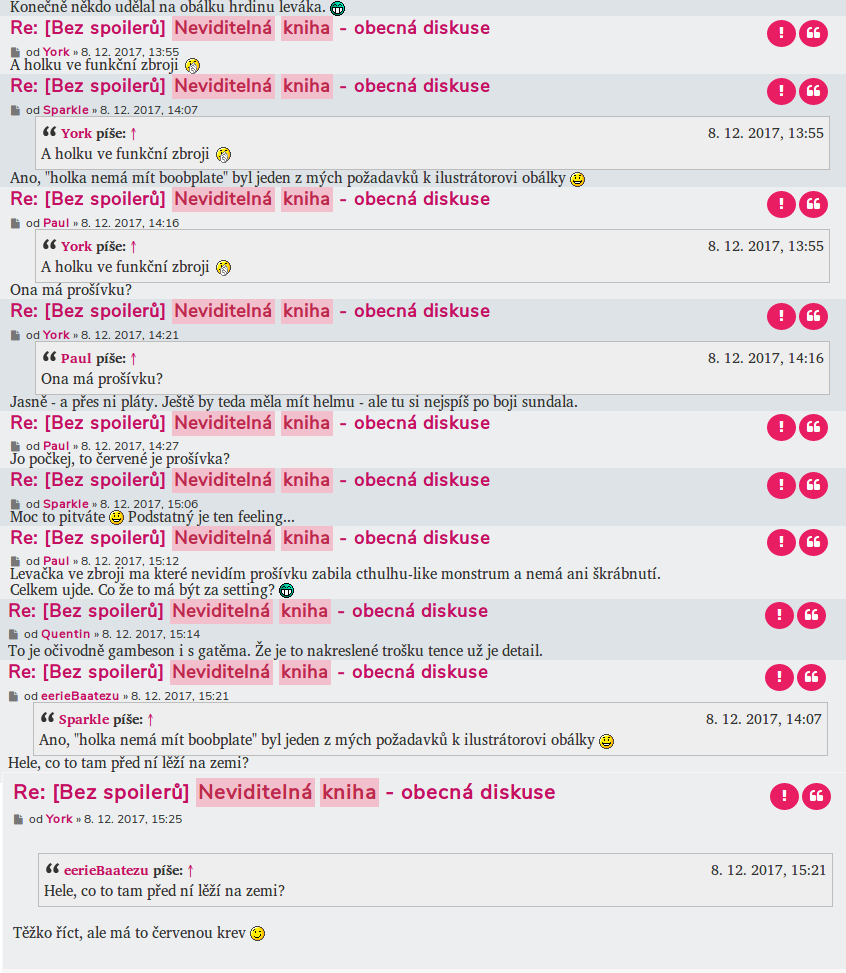 Konečně někdo udělal na obálku hrdinu leváka.
Re: [Bez spoilerů] Neviditelná kniha - obecná diskuse
od York » 8. 12. 2017, 13:55
A holku ve funkční zbroji
Re: [Bez spoilerů] Neviditelná kniha - obecná diskuse
od Sparkle » 8. 12. 2017, 14:07
York píše: ↑ 8. 12. 2017, 13:55
A holku ve funkční zbroji
Ano, "holka nemá mít boobplate" byl jeden z mých požadavků k ilustrátorovi obálky
Re: [Bez spoilerů] Neviditelná kniha - obecná diskuse
od Paul » 8. 12. 2017, 14:16
York píše: ↑ 8. 12. 2017, 13:55
A holku ve funkční zbroji
Ona má prošívku?
Re: [Bez spoilerů] Neviditelná kniha - obecná diskuse
od York » 8. 12. 2017, 14:21
Paul píše: ↑ 8. 12. 2017, 14:16
Ona má prošívku?
Jasně - a přes ni pláty. Ještě by teda měla mít helmu - ale tu si nejspíš po boji sundala.
Re: [Bez spoilerů] Neviditelná kniha - obecná diskuse
od Paul » 8. 12. 2017, 14:27
Jo počkej, to červené je prošívka?
Re: [Bez spoilerů] Neviditelná kniha - obecná diskuse
od Sparkle » 8. 12. 2017, 15:06
Moc to pitváte Podstatný je ten feeling...
Re: [Bez spoilerů] Neviditelná kniha - obecná diskuse
od Paul » 8. 12. 2017, 15:12
Levačka ve zbroji ma které nevidím prošívku zabila cthulhu-like monstrum a nemá ani škrábnutí.
Celkem ujde. Co že to má být za setting?
Re: [Bez spoilerů] Neviditelná kniha - obecná diskuse
od Quentin » 8. 12. 2017, 15:14
To je očivodně gambeson i s gatěma. Že je to nakreslené trošku tence už je detail.
Re: [Bez spoilerů] Neviditelná kniha - obecná diskuse
od eerieBaatezu » 8. 12. 2017, 15:21
Sparkle píše: ↑ 8. 12. 2017, 14:07
Ano, "holka nemá mít boobplate" byl jeden z mých požadavků k ilustrátorovi obálky
Hele, co to tam před ní lěží na zemi?
Re: [Bez spoilerů] Neviditelná kniha - obecná diskuse
od York » 8. 12. 2017, 15:25
eerieBaatezu píše: ↑ 8. 12. 2017, 15:21
Hele, co to tam před ní lěží na zemi?
Těžko říct, ale má to červenou krev